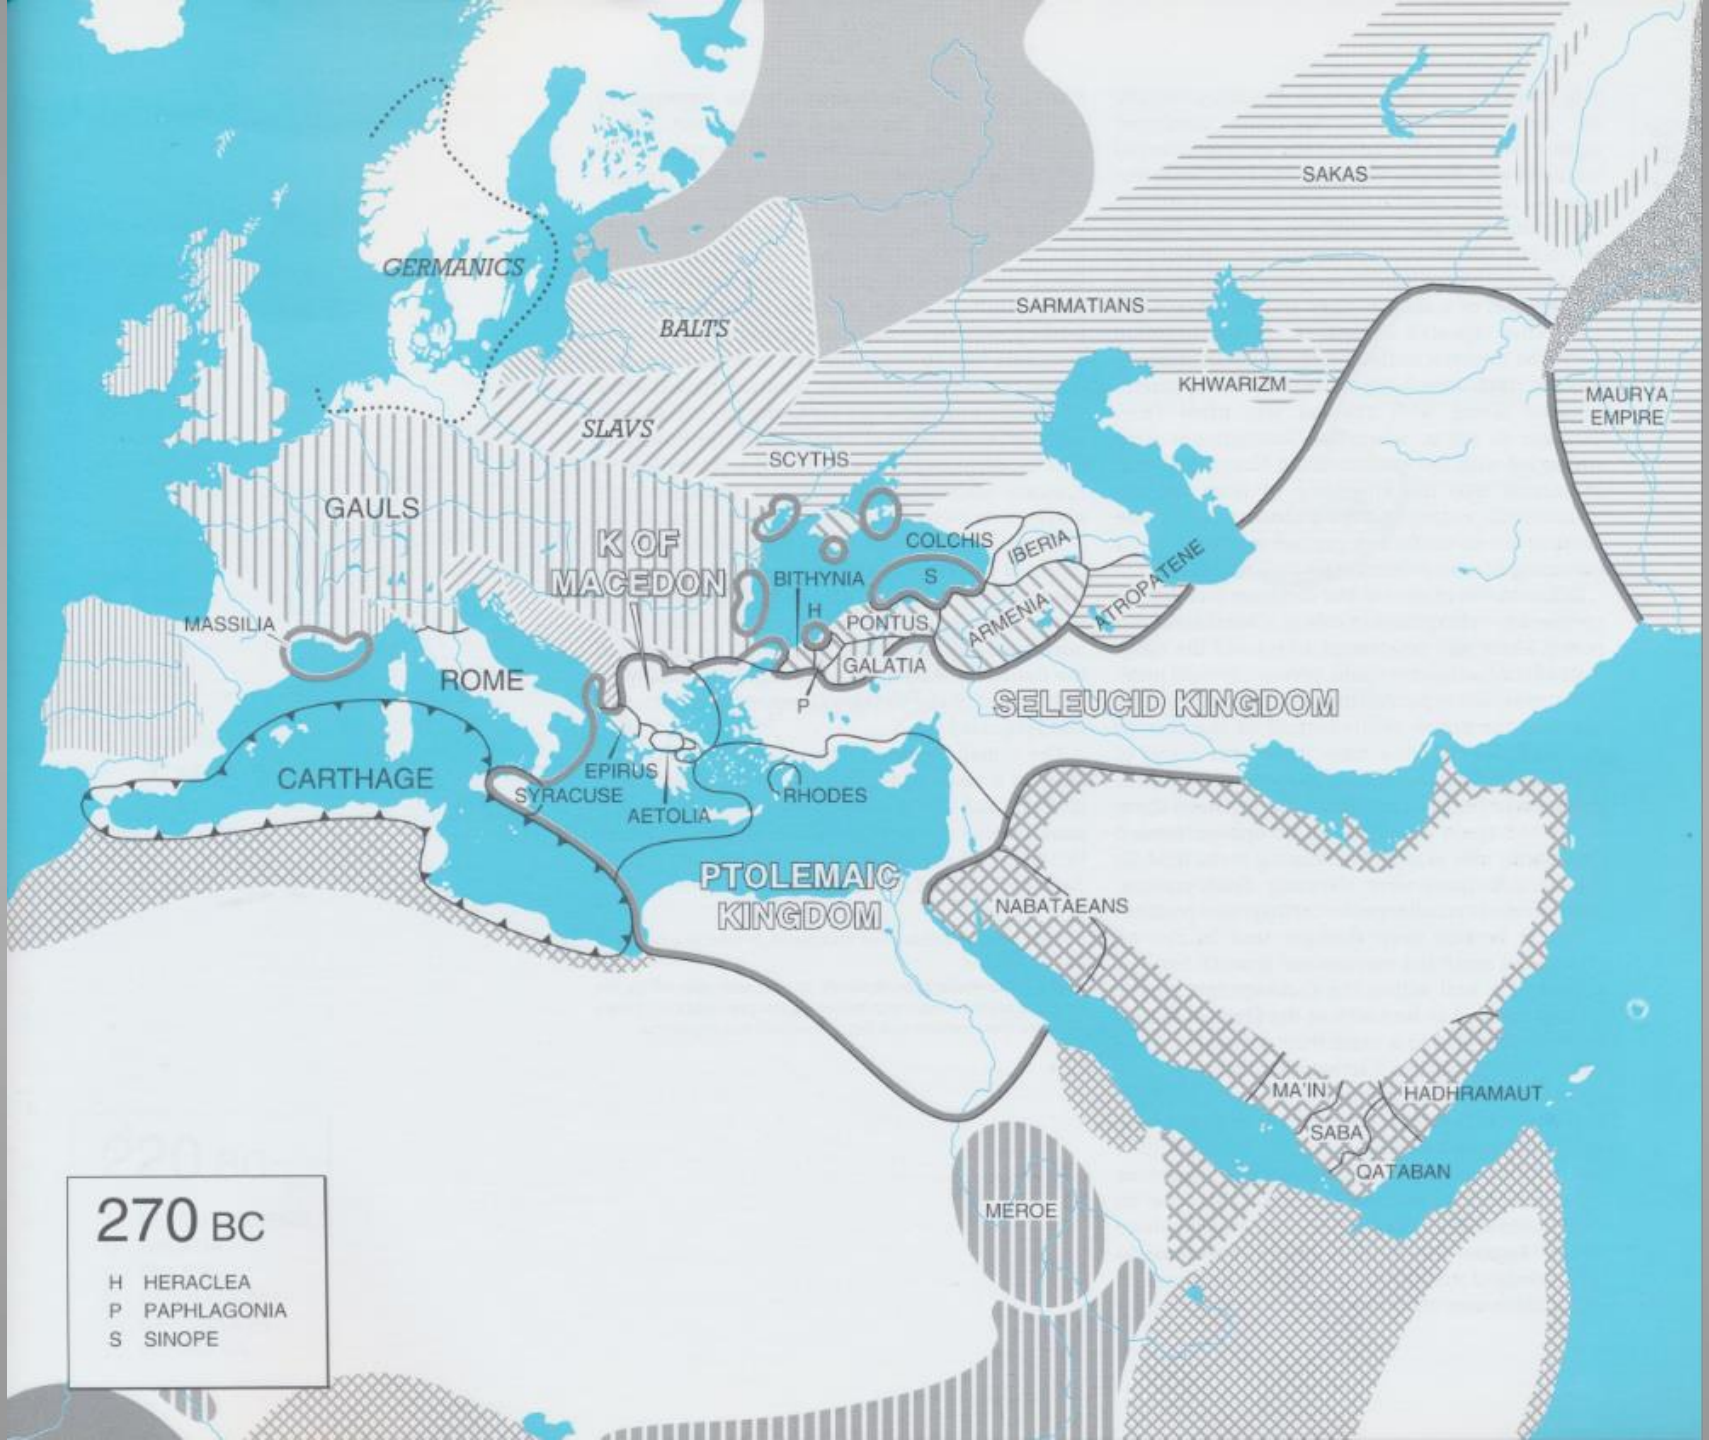 SAKAS
GERMANICS
SARMATIANS
BALTS
KHWARIZM
MAURYA
EMPIRE
SLAVS
SCYTHS
GAULS
K OF
MACEDON
COLCHIS
IBERIA
BITHYNIA
S
ATROPATENE
H
ARMENIA
MASSILIA
PONTUS
GALATIA
ROME
P
SELEUCID KINGDOM
CARTHAGE
EPIRUS
SYRACUSE
RHODES
AETOLIA
PTOLEMAIC
KINGDOM
NABATAEANS
MA'IN
HADHRAMAUT
SABA
QATABAN
MEROE
270 BC
H HERACLEA
P PAPHLAGONIA
S SINOPE